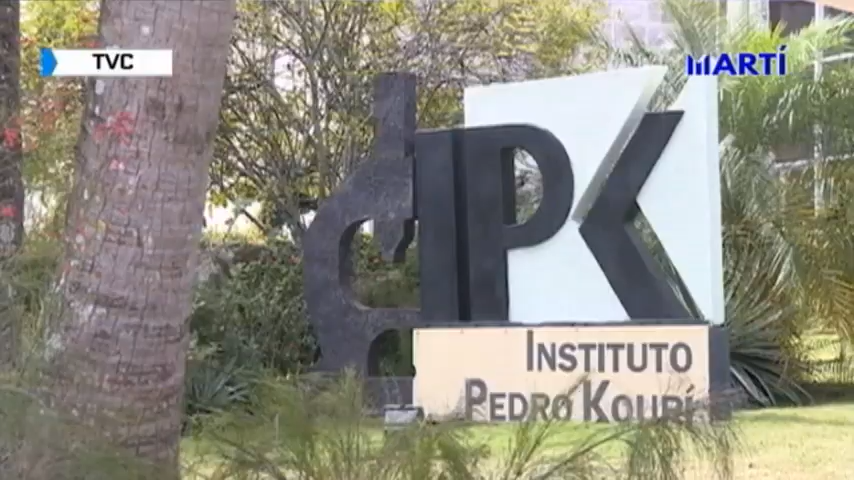 TVC
MARTÍ
IPK
INSTITUTO
PEDRO KOURÍ